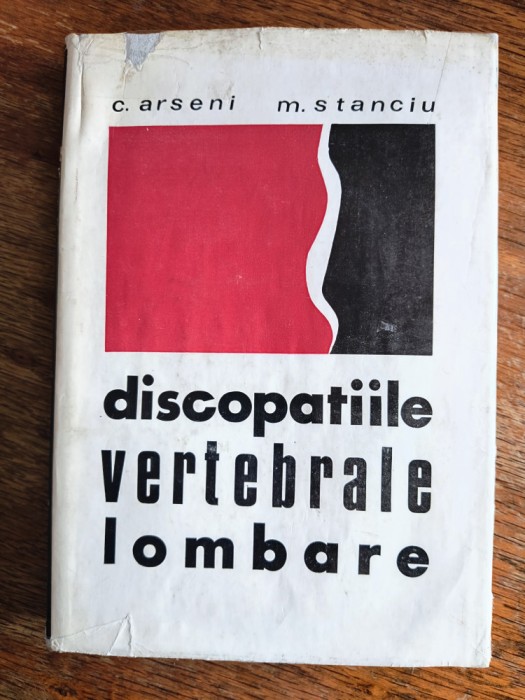 c. arseni m. stanciu
discopatiile
vertebrale
lombare